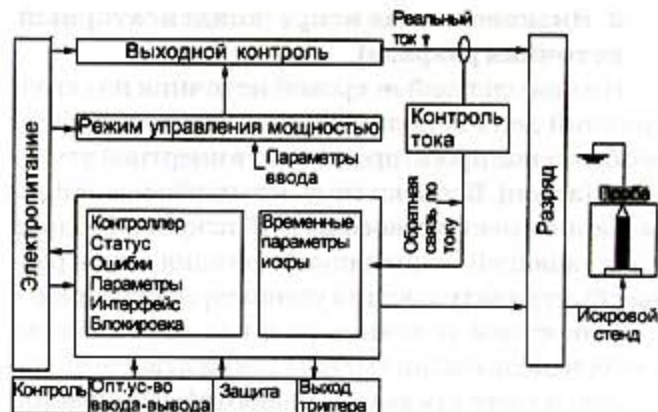 Реальный
ток
Выходной контроль
Режим управления мощностью
Контроль
тока
Параметры
ввода
Электропитание
Контроллер
Статус
Ошибки
Параметры
Интерфейс
Блокировка
Временные
параметры
искры
Обратная
связь по
току
Разряд
Проба
Искровой
стенд
Контроль
Опт.ус-во
ввода-вывода
Защита
Выход
триггера